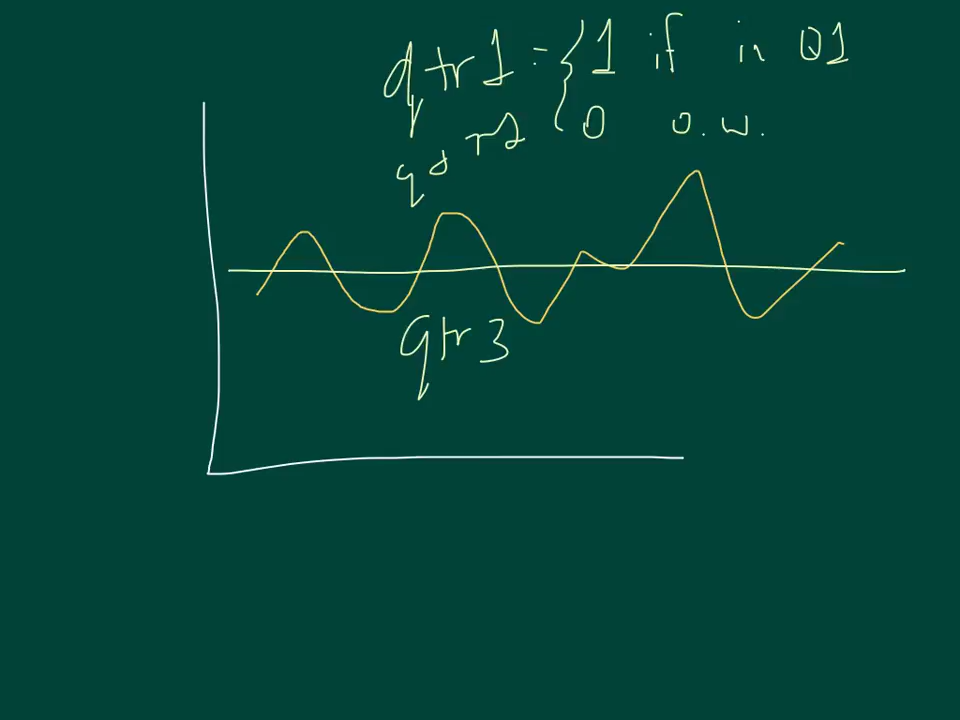 qtr1 = { 1 if in Q1
0 o.w.
qtr2
qtr3